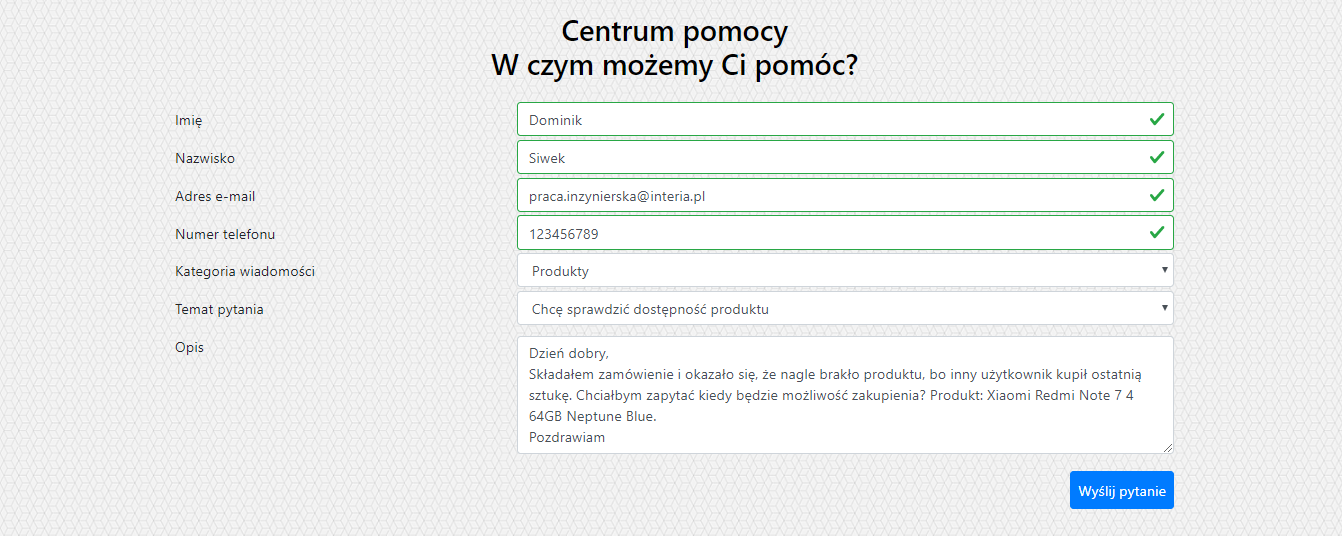 Centrum pomocy
W czym możemy Ci pomóc?
Imię
Dominik
Nazwisko
Siwek
Adres e-mail
praca.inzynierska@interia.pl
Numer telefonu
123456789
Kategoria wiadomości
Produkty
Temat pytania
Chcę sprawdzić dostępność produktu
Opis
Dzień dobry,
Składałem zamówienie i okazało się, że nagle brakło produktu, bo inny użytkownik kupił ostatnią
sztukę. Chciałbym zapytać kiedy będzie możliwość zakupienia? Produkt: Xiaomi Redmi Note 7 4
64GB Neptune Blue.
Pozdrawiam
Wyślij pytanie